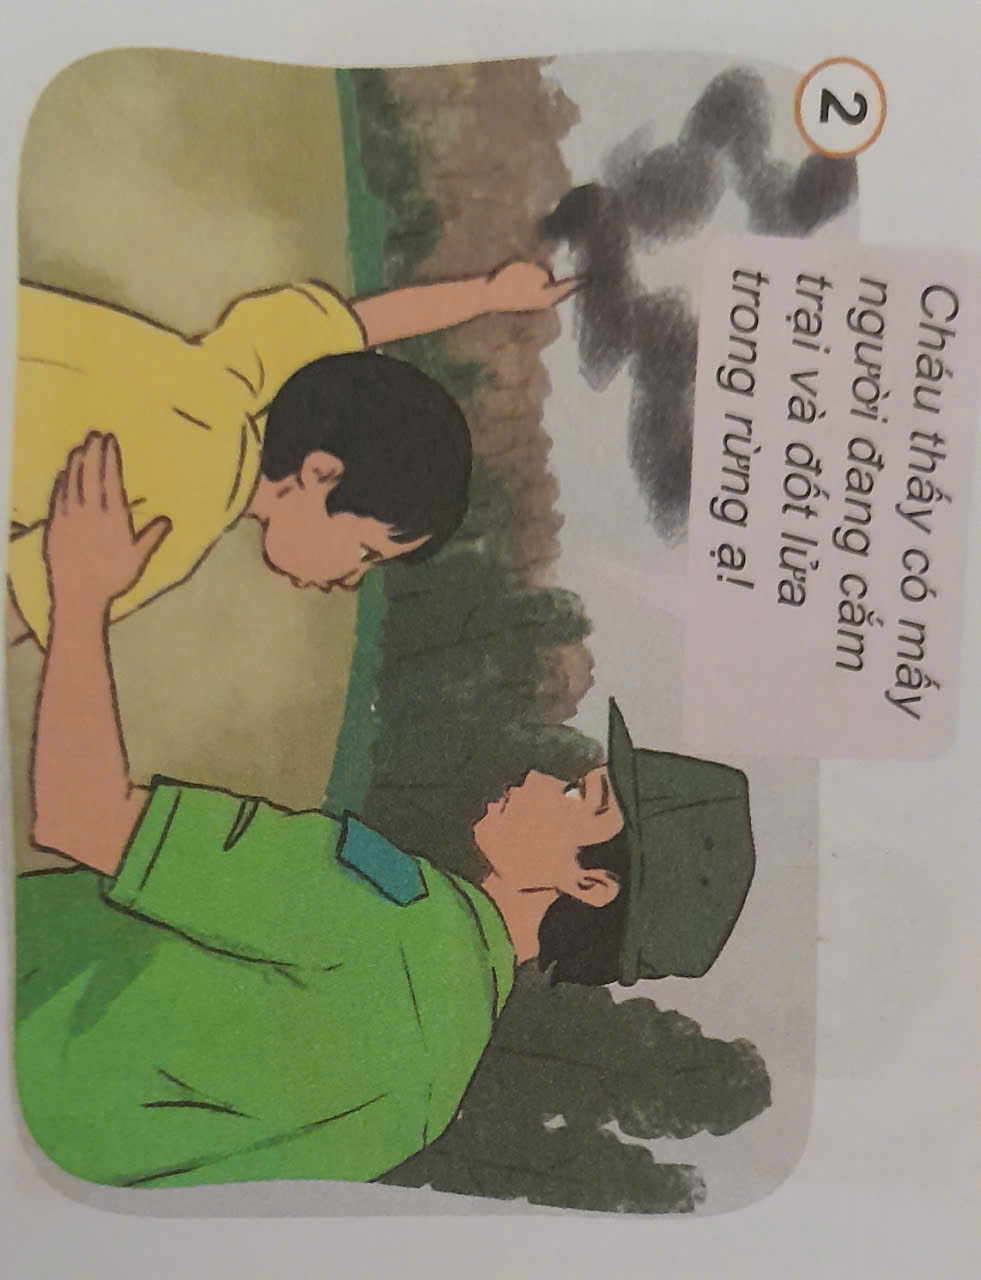 2
Cháu thấy có mấy
người đang cắm
trại và đốt lửa
trong rừng ạ!